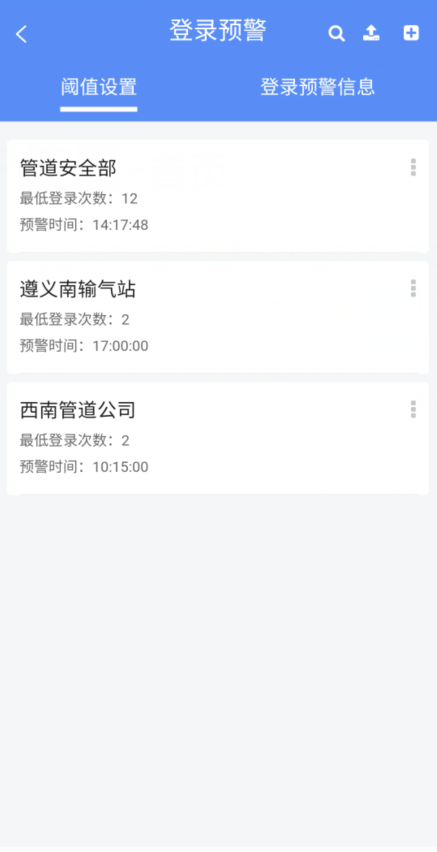 登录预警
阈值设置
登录预警信息
管道安全部
最低登录次数：12
预警时间：14:17:48
遵义南输气站
最低登录次数：2
预警时间：17:00:00
西南管道公司
最低登录次数：2
预警时间：10:15:00